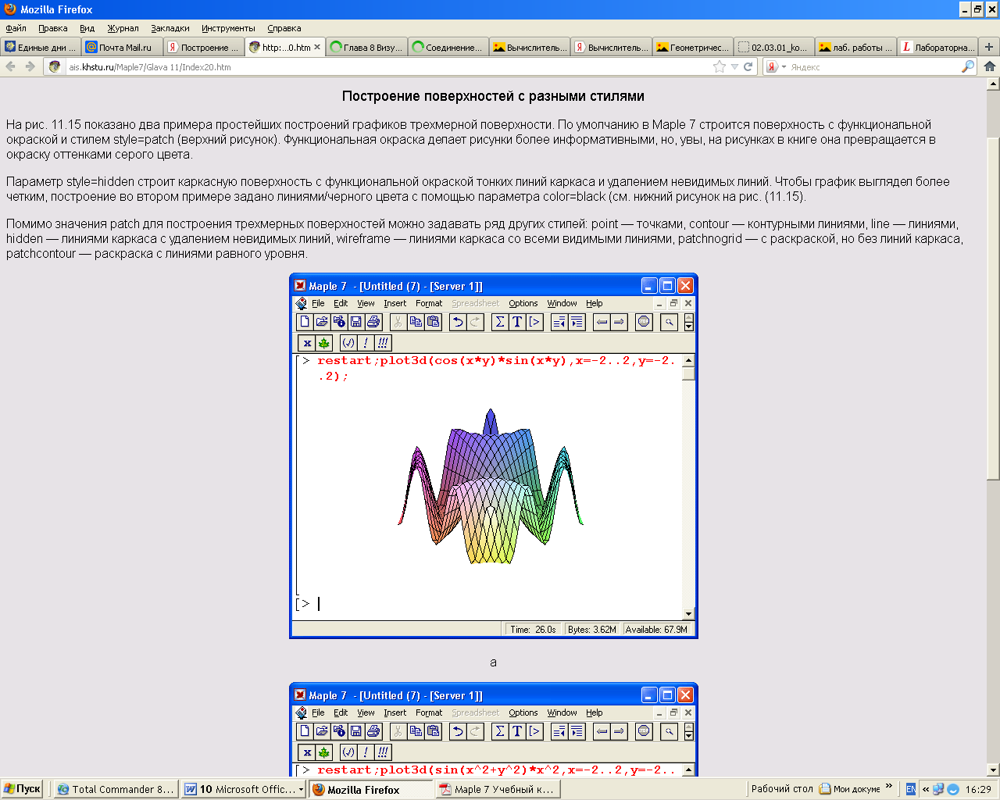 Mozilla Firefox
Файл Правка Вид Журнал Закладки Инструменты Справка
Единые дни ... Почта Mail.ru Построение ... http:...0.htm Глава 8 Визу... Соединение... Вычислитель... Вычислитель... Геометричес... 02.03.01_ко... лаб. работы ... Лабораторна...
ais.khstu.ru/Maple7/Glava 11/Index20.htm Яндекс
Построение поверхностей с разными стилями
На рис. 11.15 показано два примера простейших построений графиков трехмерной поверхности. По умолчанию в Maple 7 строится поверхность с функциональной
окраской и стилем style=patch (верхний рисунок). Функциональная окраска делает рисунки более информативными, но, увы, на рисунках в книге она превращается в
окраску оттенками серого цвета.
Параметр style=hidden строит каркасную поверхность с функциональной окраской тонких линий каркаса и удалением невидимых линий. Чтобы график выглядел более
четким, построение во втором примере задано линиями/черного цвета с помощью параметра color=black (см. нижний рисунок на рис. (11.15).
Помимо значения patch для построения трехмерных поверхностей можно задавать ряд других стилей: point — точками, contour — контурными линиями, line — линиями,
hidden — линиями каркаса с удалением невидимых линий, wireframe — линиями каркаса со всеми видимыми линиями, patchnogrid — с раскраской, но без линий каркаса,
patchcontour — раскраска с линиями равного уровня.
Maple 7 - [Untitled (7) - [Server 1]]
File Edit View Insert Format Spreadsheet Options Window Help
Σ T [>
x (√) ! !!!
[> restart;plot3d(cos(x*y)*sin(x*y),x=-2..2,y=-2.
.2);
[>
Time: 26.0s Bytes: 3.62M Available: 67.9M
а
Maple 7 - [Untitled (7) - [Server 1]]
File Edit View Insert Format Spreadsheet Options Window Help
Σ T [>
x (√) ! !!!
[> restart;plot3d(sin(x^2+y^2)*x^2,x=-2..2,y=-2..
Пуск Total Commander 8... 10 Microsoft Offic... Mozilla Firefox Maple 7 Учебный к... Рабочий стол Мои докуме » EN « 16:29